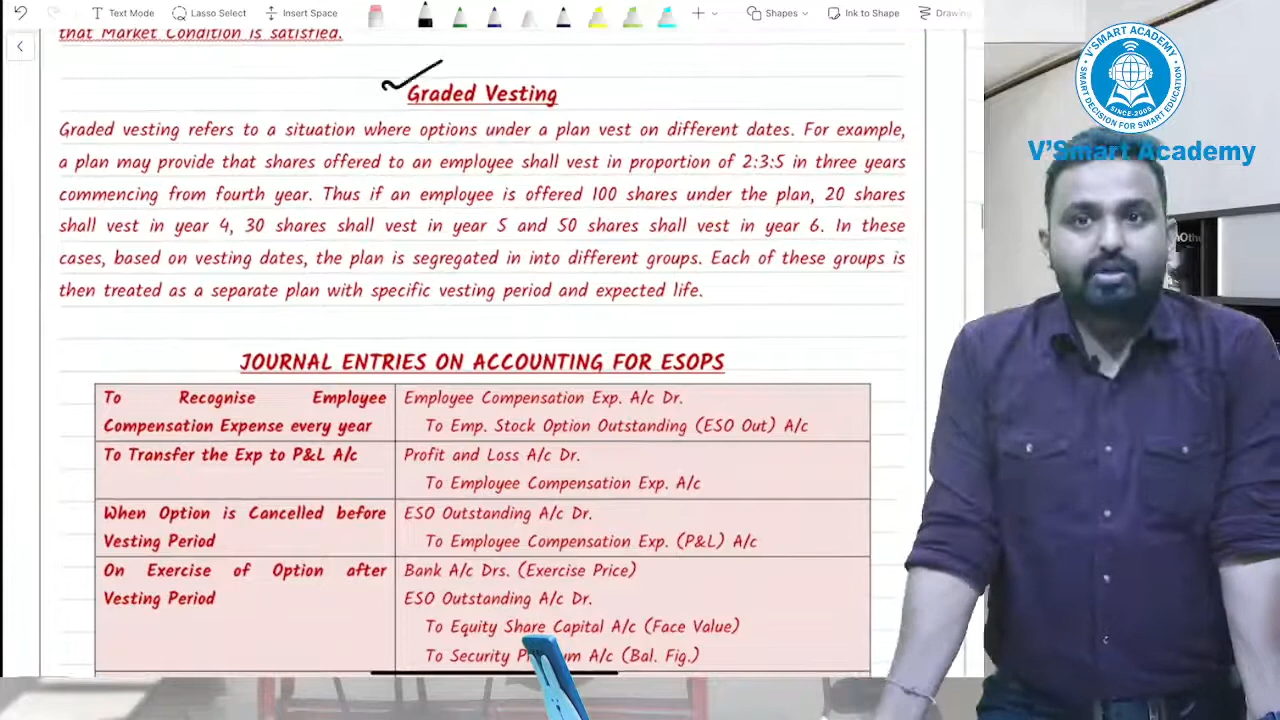 Text Mode Lasso Select Insert Space Shapes Ink to Shape Drawing
that Market Condition is satisfied.
Graded Vesting
Graded vesting refers to a situation where options under a plan vest on different dates. For example,
a plan may provide that shares offered to an employee shall vest in proportion of 2:3:5 in three years
commencing from fourth year. Thus if an employee is offered 100 shares under the plan, 20 shares
shall vest in year 4, 30 shares shall vest in year 5 and 50 shares shall vest in year 6. In these
cases, based on vesting dates, the plan is segregated in into different groups. Each of these groups is
then treated as a separate plan with specific vesting period and expected life.
JOURNAL ENTRIES ON ACCOUNTING FOR ESOPS
To Recognise Employee
Compensation Expense every year
Employee Compensation Exp. A/c Dr.
To Emp. Stock Option Outstanding (ESO Out) A/c
To Transfer the Exp to P&L A/c
Profit and Loss A/c Dr.
To Employee Compensation Exp. A/c
When Option is Cancelled before
Vesting Period
ESO Outstanding A/c Dr.
To Employee Compensation Exp. (P&L) A/c
On Exercise of Option after
Vesting Period
Bank A/c Drs. (Exercise Price)
ESO Outstanding A/c Dr.
To Equity Share Capital A/c (Face Value)
To Security A/c (Bal. Fig.)
V'SMART ACADEMY
SINCE-2005
SMART DECISION FOR SMART EDUCATION
V'Smart Academy